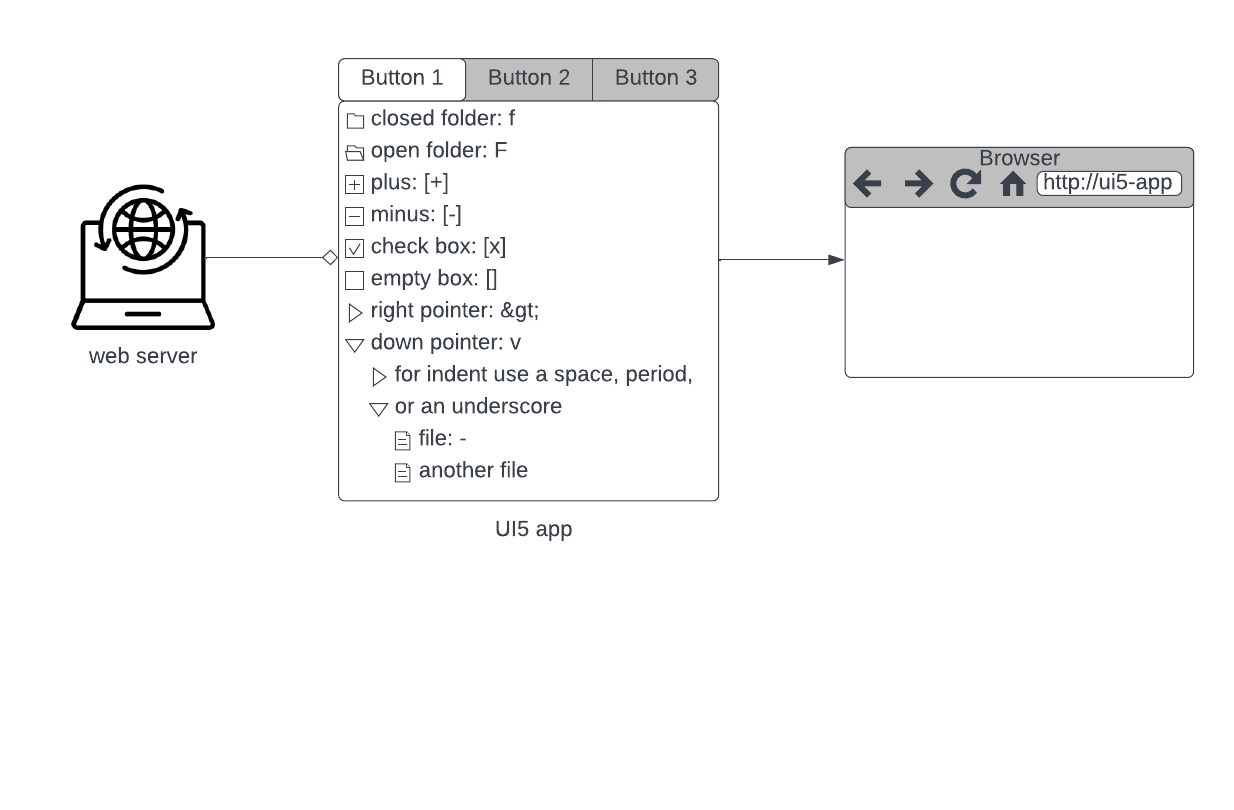 Button 1
Button 2
Button 3
closed folder: f
open folder: F
plus: [+]
minus: [-]
check box: [x]
empty box: []
right pointer: &gt;
down pointer: v
for indent use a space, period,
or an underscore
file: -
another file
UI5 app
web server
Browser
http://ui5-app